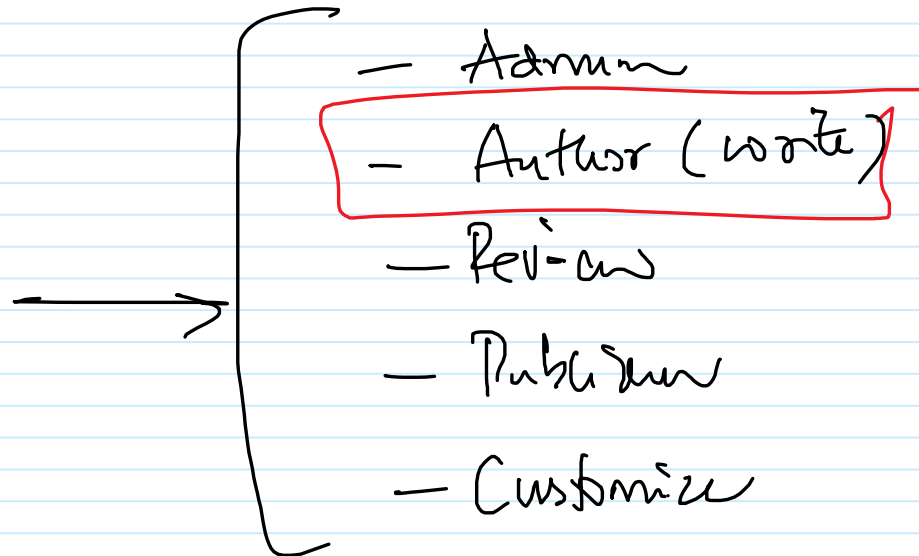 - Admin
- Author (write)
- Review
- Publisher
- Customize